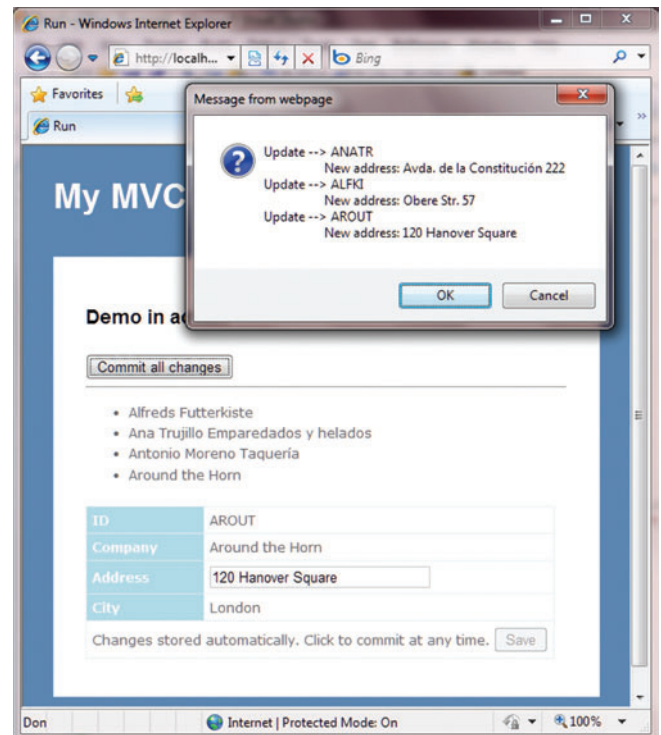 Run - Windows Internet Explorer
http://localh...
Bing
Favorites
Run
Message from webpage
Update --> ANATR
New address: Avda. de la Constitución 222
Update --> ALFKI
New address: Obere Str. 57
Update --> AROUT
New address: 120 Hanover Square
OK
Cancel
My MVC
Demo in a
Commit all changes
• Alfreds Futterkiste
• Ana Trujillo Emparedados y helados
• Antonio Moreno Taquería
• Around the Horn
ID AROUT
Company Around the Horn
Address 120 Hanover Square
City London
Changes stored automatically. Click to commit at any time. Save
Don
Internet | Protected Mode: On
100%